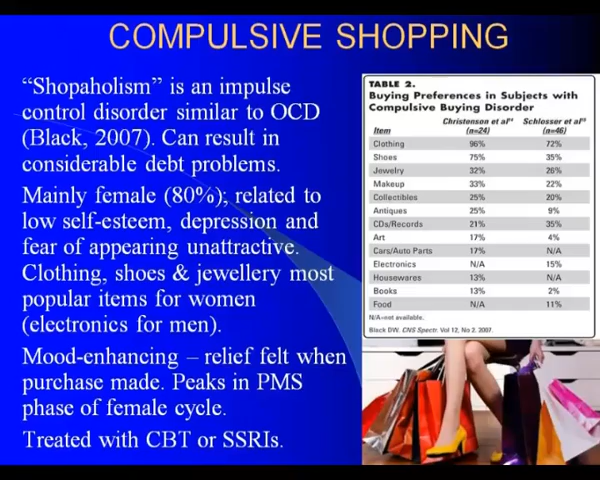 COMPULSIVE SHOPPING
“Shopaholism” is an impulse
control disorder similar to OCD
(Black, 2007). Can result in
considerable debt problems.
Mainly female (80%); related to
low self-esteem, depression and
fear of appearing unattractive.
Clothing, shoes & jewellery most
popular items for women
(electronics for men).
Mood-enhancing – relief felt when
purchase made. Peaks in PMS
phase of female cycle.
Treated with CBT or SSRIs.
TABLE 2.
Buying Preferences in Subjects with
Compulsive Buying Disorder
Christenson et al Schlosser et al
Item (n=24) (n=46)
Clothing 96% 72%
Shoes 75% 35%
Jewelry 32% 26%
Makeup 33% 22%
Collectibles 25% 20%
Antiques 25% 9%
CDs/Records 21% 35%
Art 17% 4%
Cars/Auto Parts 17% N/A
Electronics N/A 15%
Housewares 13% N/A
Books 13% 2%
Food N/A 11%
N/A=not available.
Black DW. CNS Spectr. Vol 12, No 2. 2007.